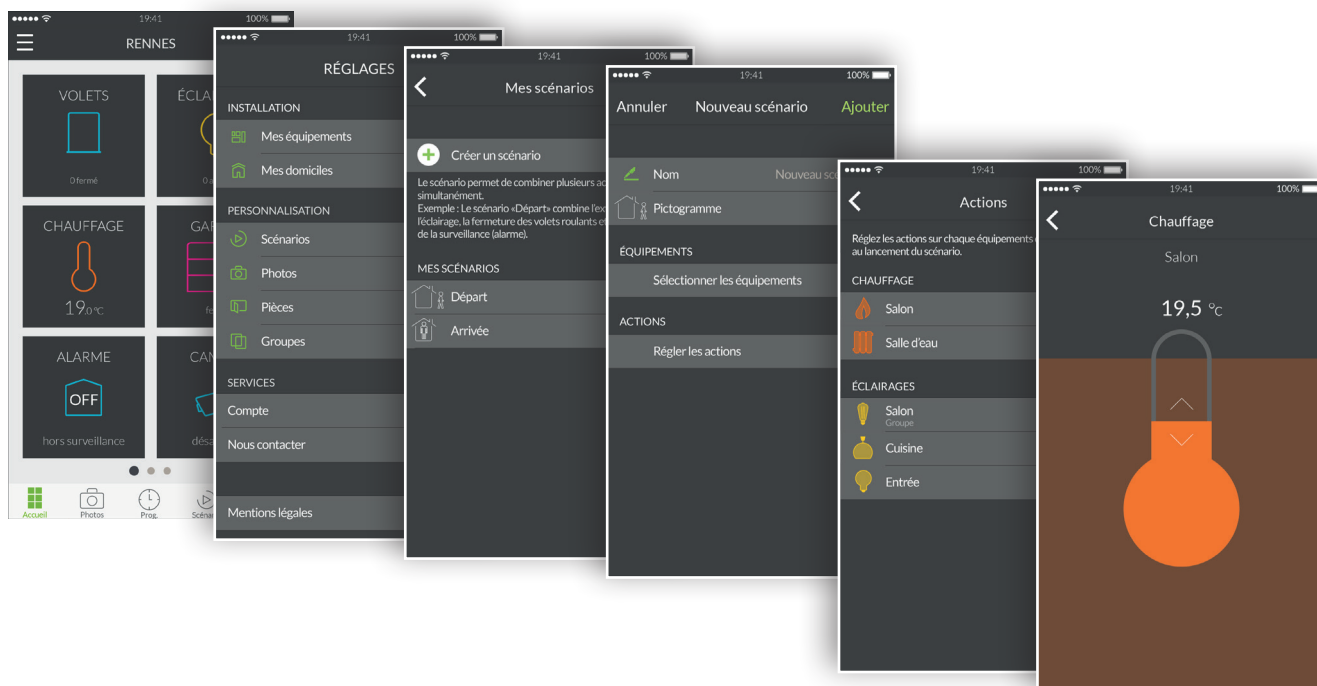 19:41
100%
RENNES
VOLETS
0 fermé
CHAUFFAGE
19.0 °C
ALARME
OFF
hors surveillance
Accueil
Photos
Prog.
19:41
RÉGLAGES
INSTALLATION
Mes équipements
Mes domiciles
PERSONNALISATION
Scénarios
Photos
Pièces
Groupes
SERVICES
Compte
Nous contacter
Mentions légales
19:41
100%
Mes scénarios
Créer un scénario
Le scénario permet de combiner plusieurs
simultanément.
Exemple : Le scénario «Départ» combine
l'éclairage, la fermeture des volets roulants et
de la surveillance (alarme).
MES SCÉNARIOS
Départ
Arrivée
19:41
100%
Annuler
Nouveau scénario
Ajouter
Nom
Nouveau
Pictogramme
ÉQUIPEMENTS
Sélectionner les équipements
ACTIONS
Régler les actions
19:41
100%
Actions
Réglez les actions sur chaque équipements
au lancement du scénario.
CHAUFFAGE
Salon
Salle d'eau
ÉCLAIRAGES
Salon
Groupe
Cuisine
Entrée
19:41
100%
Chauffage
Salon
19,5 °C